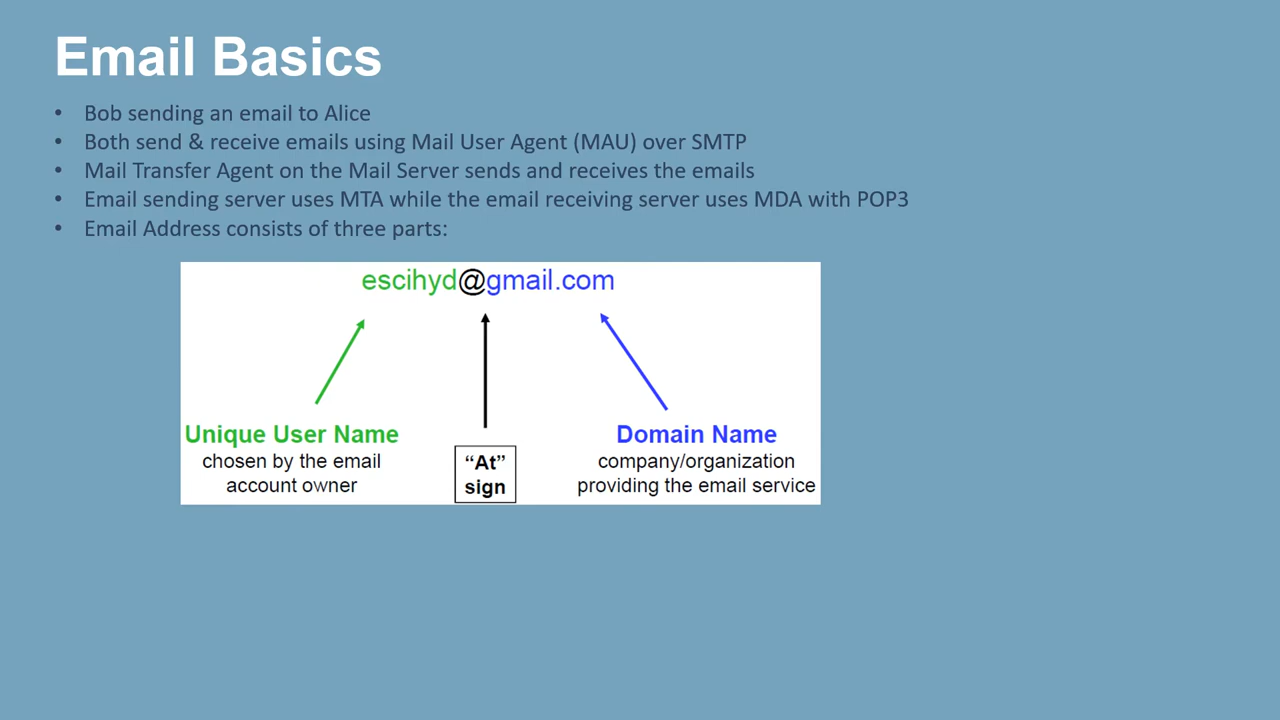 Email Basics
• Bob sending an email to Alice
• Both send & receive emails using Mail User Agent (MAU) over SMTP
• Mail Transfer Agent on the Mail Server sends and receives the emails
• Email sending server uses MTA while the email receiving server uses MDA with POP3
• Email Address consists of three parts:
escihyd@gmail.com
Unique User Name
chosen by the email
account owner
“At”
sign
Domain Name
company/organization
providing the email service